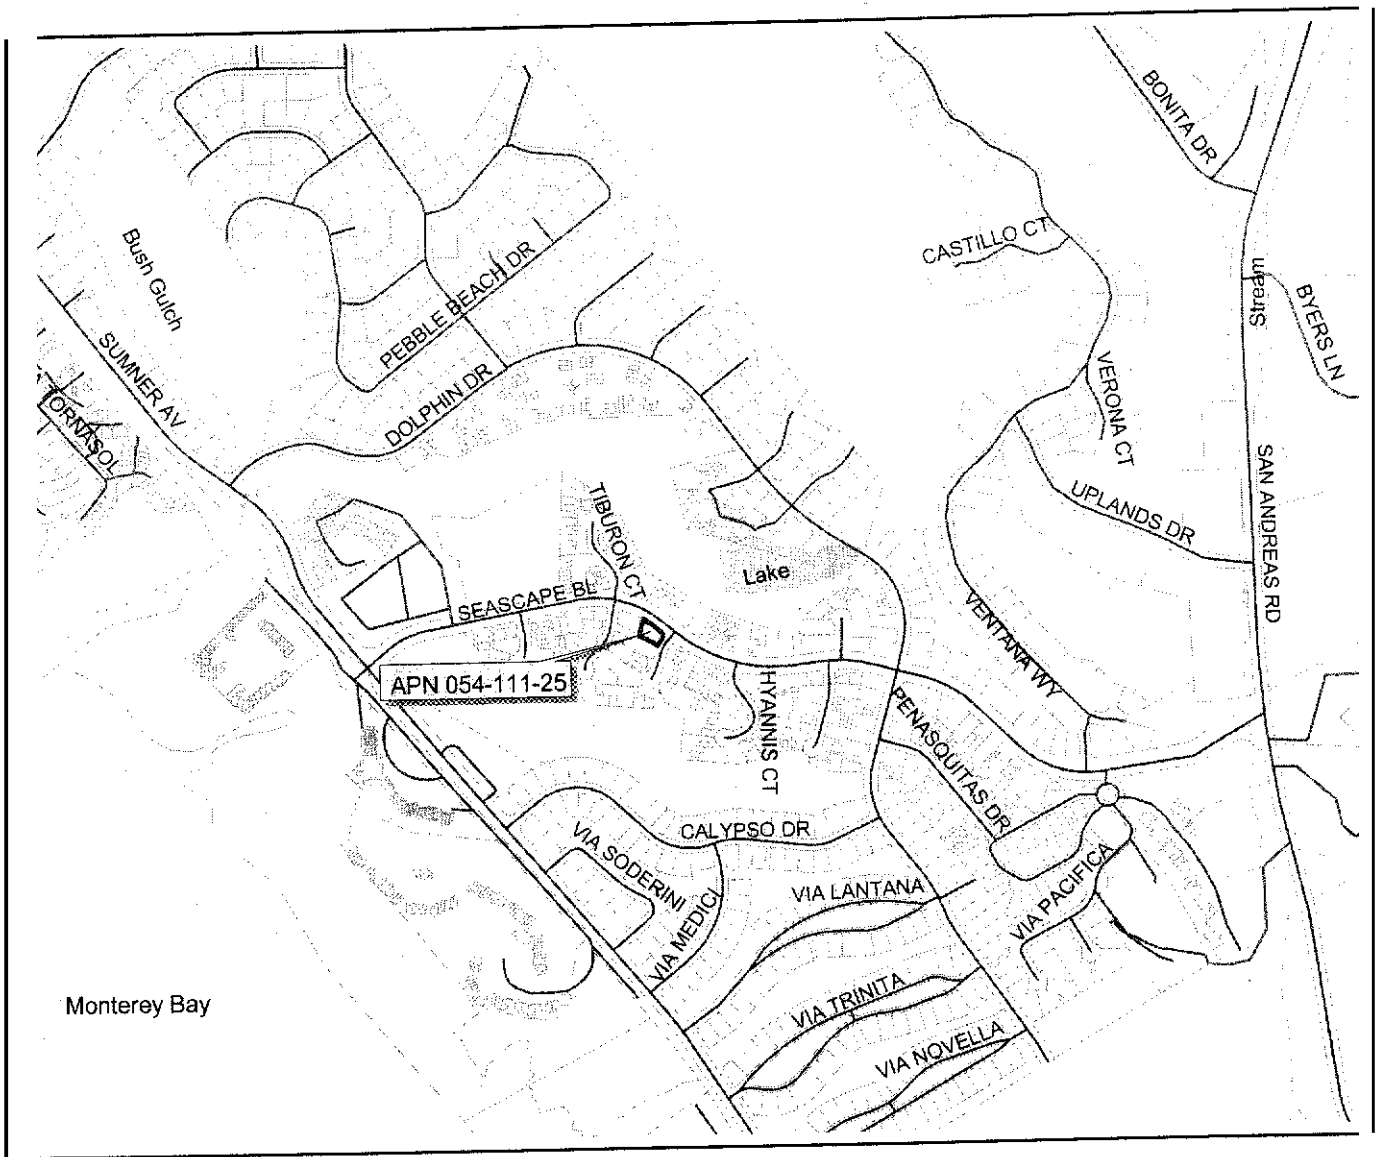 BONITA DR
Bush Gulch
CASTILLO CT
PEBBLE BEACH DR
Stream
BYERS LN
SUMNER AV
DOLPHIN DR
VERONA CT
TORNASOL
TIBURON CT
UPLANDS DR
SAN ANDREAS RD
Lake
SEASCAPE BL
VENTANA WY
APN 054-111-25
HYANNIS CT
PENASQUITAS DR
CALYPSO DR
VIA SODERINI
VIA MEDICI
VIA LANTANA
VIA PACIFICA
Monterey Bay
VIA TRINITA
VIA NOVELLA